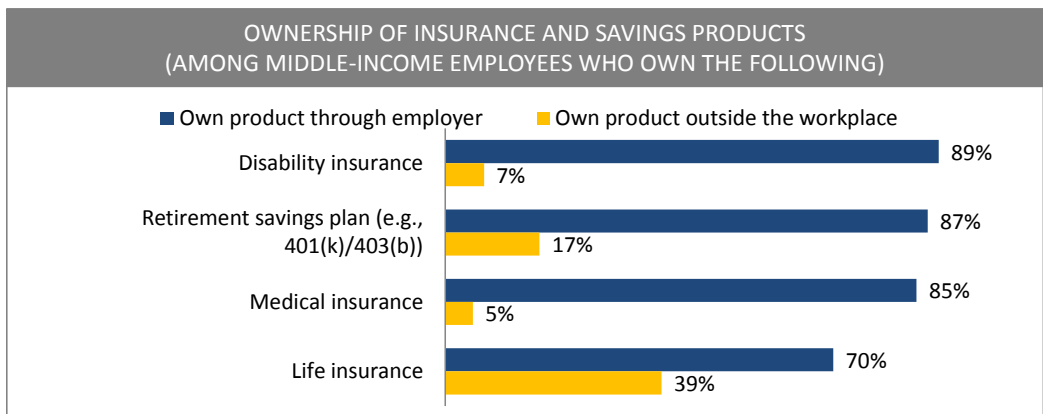 OWNERSHIP OF INSURANCE AND SAVINGS PRODUCTS
(AMONG MIDDLE-INCOME EMPLOYEES WHO OWN THE FOLLOWING)
Own product through employer
Own product outside the workplace
Disability insurance
89%
7%
Retirement savings plan (e.g.,
401(k)/403(b))
87%
17%
Medical insurance
85%
5%
Life insurance
70%
39%